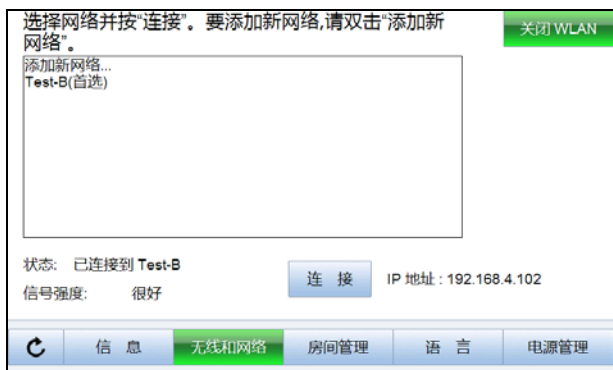 选择网络并按“连接”。要添加新网络,请双击“添加新
网络”。
关闭 WLAN
添加新网络...
Test-B(首选)
状态: 已连接到 Test-B
信号强度: 很好
连 接
IP 地址 : 192.168.4.102
信 息
无线和网络
房间管理
语 言
电源管理